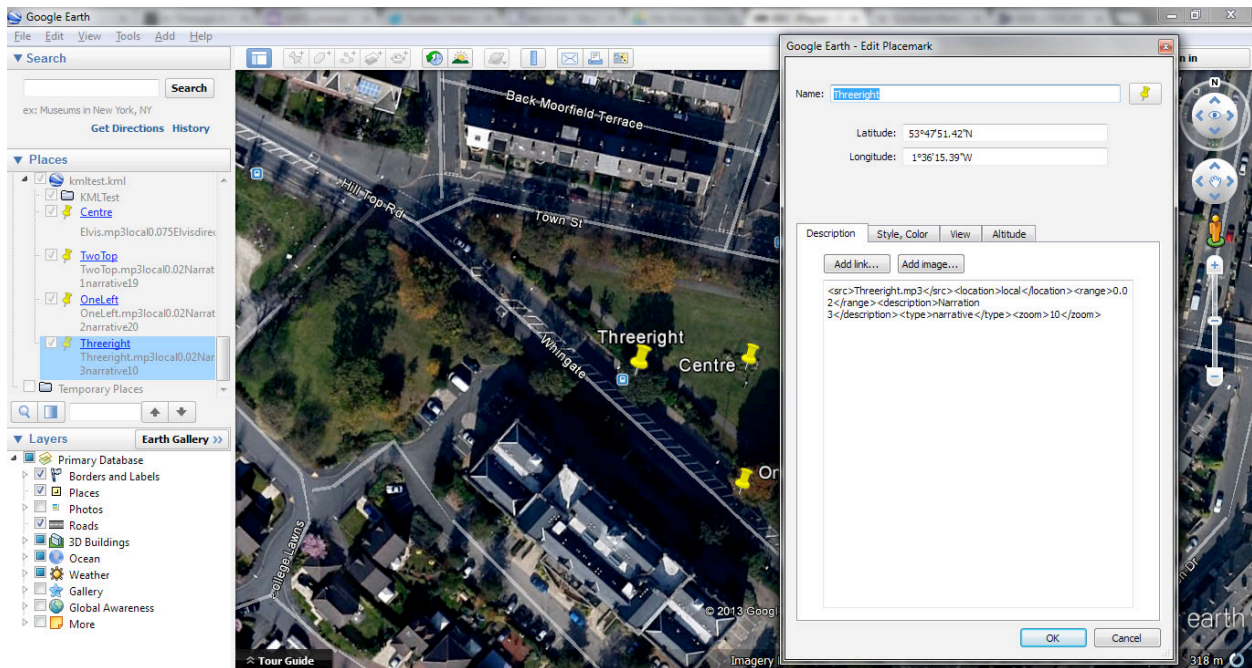 Google Earth
File Edit View Tools Add Help
Search
Search
ex: Museums in New York, NY
Get Directions History
Places
kmltest.kml
KMLTest
Centre
Elvis.mp3local0.075Elvisdirec
TwoTop
TwoTop.mp3local0.02Narrat
1narrative19
OneLeft
OneLeft.mp3local0.02Narrat
2narrative20
Threeright
Threeright.mp3local0.02Nar
3narrative10
Temporary Places
Layers
Earth Gallery >>
Primary Database
Borders and Labels
Places
Photos
Roads
3D Buildings
Ocean
Weather
Gallery
Global Awareness
More
Back Moorfield Terrace
Hill Top Rd
Town St
Whingate
Threeright
Centre
On
College Lawns
© 2013 Googl
Tour Guide
Imagery
Google Earth - Edit Placemark
Name: Threeright
Latitude: 53°47'51.42"N
Longitude: 1°36'15.39"W
Description Style, Color View Altitude
Add link... Add image...
<src>Threeright.mp3</src><location>local</location><range>0.0
2</range><description>Narration
3</description><type>narrative</type><zoom>10</zoom>
OK Cancel
n in
N
Dr
earth
318 m